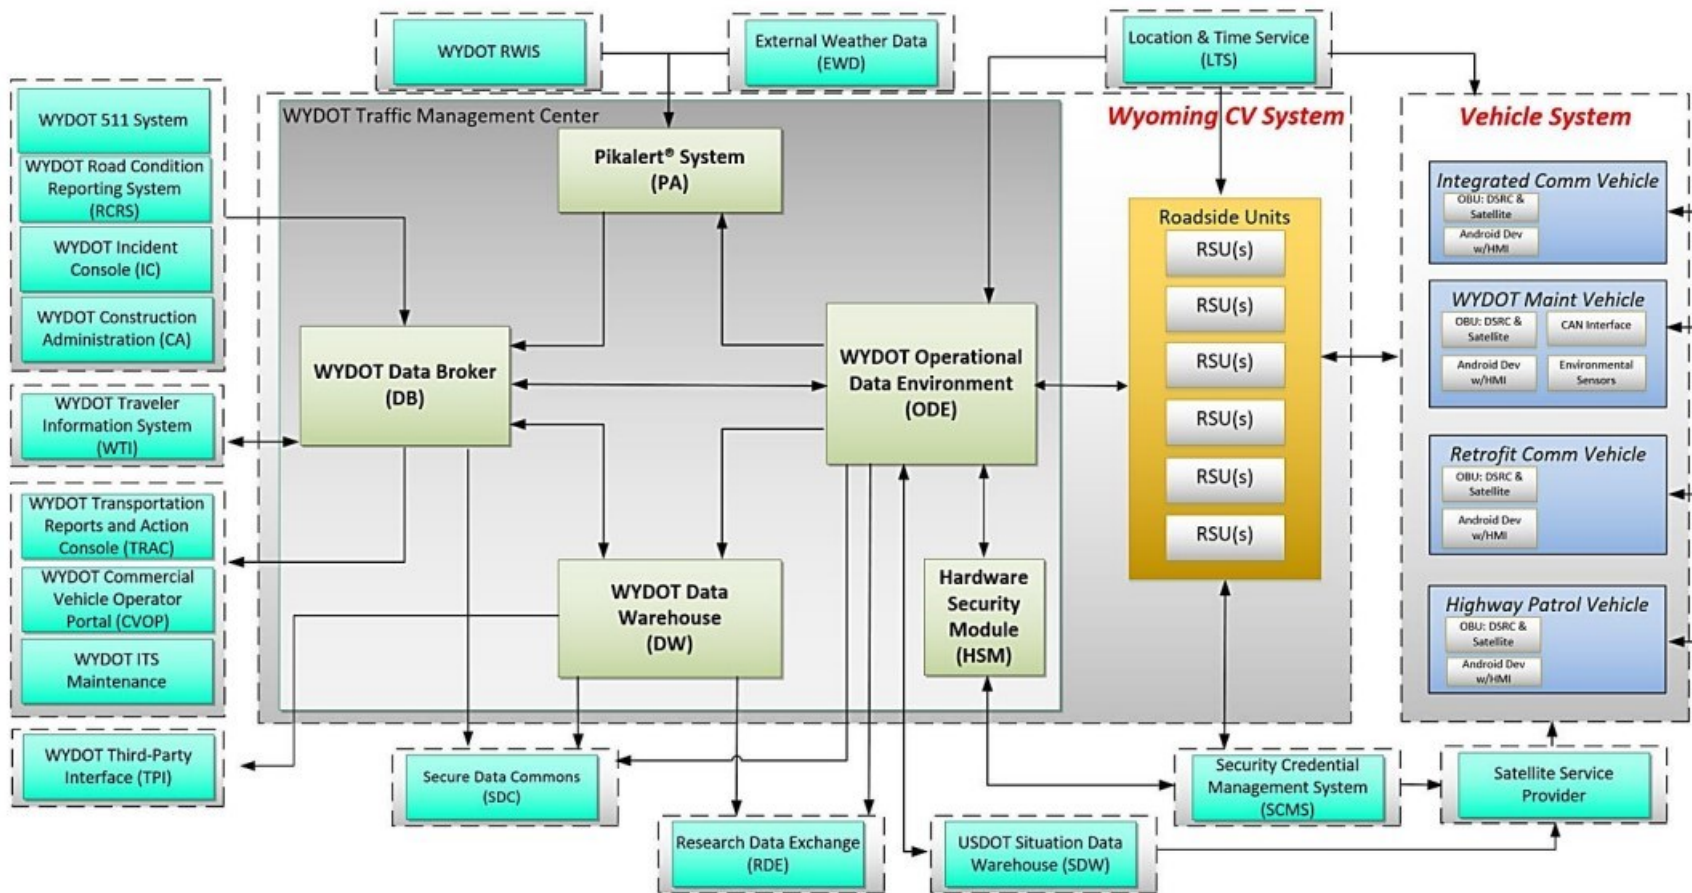 WYDOT RWIS
External Weather Data
(EWD)
Location & Time Service
(LTS)
WYDOT 511 System
WYDOT Road Condition
Reporting System
(RCRS)
WYDOT Incident
Console (IC)
WYDOT Construction
Administration (CA)
WYDOT Traveler
Information System
(WTI)
WYDOT Transportation
Reports and Action
Console (TRAC)
WYDOT Commercial
Vehicle Operator
Portal (CVOP)
WYDOT ITS
Maintenance
WYDOT Third-Party
Interface (TPI)
WYDOT Traffic Management Center
Wyoming CV System
Pikalert® System
(PA)
WYDOT Data Broker
(DB)
WYDOT Operational
Data Environment
(ODE)
WYDOT Data
Warehouse
(DW)
Hardware
Security
Module
(HSM)
Roadside Units
RSU(s)
RSU(s)
RSU(s)
RSU(s)
RSU(s)
RSU(s)
Vehicle System
Integrated Comm Vehicle
OBU: DSRC &
Satellite
Android Dev
w/HMI
WYDOT Maint Vehicle
OBU: DSRC &
Satellite
CAN Interface
Android Dev
w/HMI
Environmental
Sensors
Retrofit Comm Vehicle
OBU: DSRC &
Satellite
Android Dev
w/HMI
Highway Patrol Vehicle
OBU: DSRC &
Satellite
Android Dev
w/HMI
Secure Data Commons
(SDC)
Research Data Exchange
(RDE)
USDOT Situation Data
Warehouse (SDW)
Security Credential
Management System
(SCMS)
Satellite Service
Provider